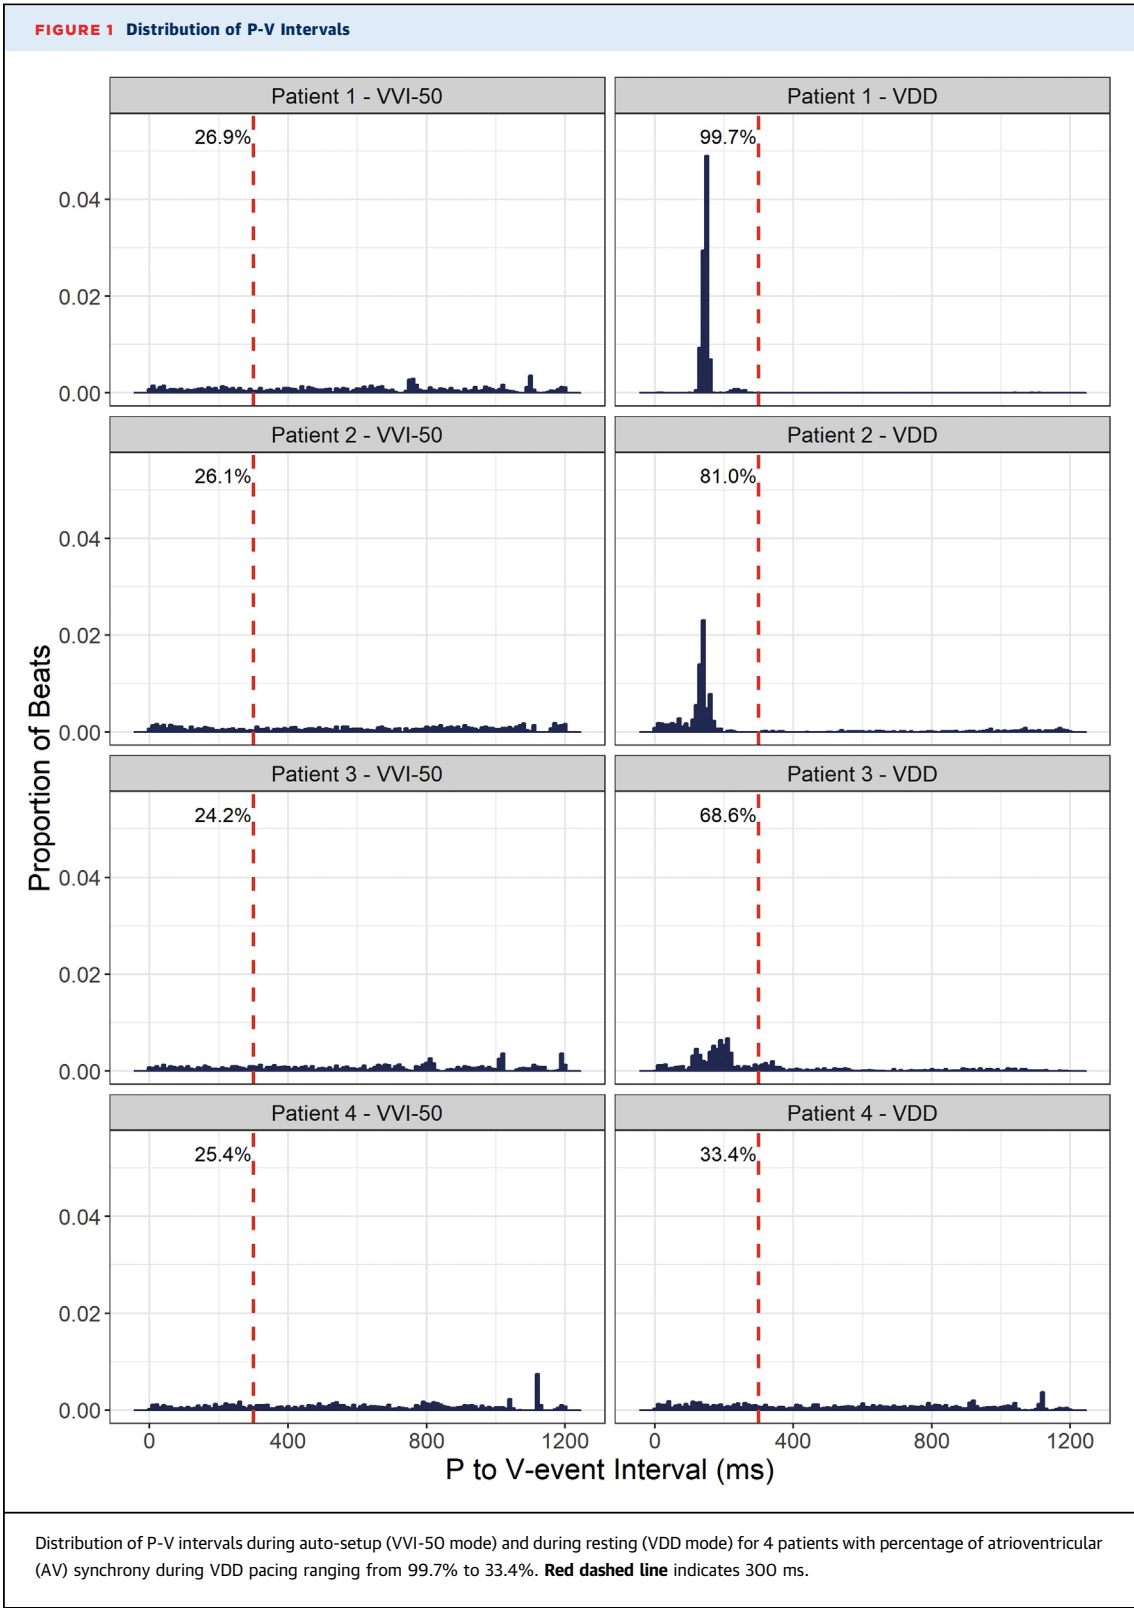 FIGURE 1 Distribution of P-V Intervals
Patient 1 - VVI-50
Patient 1 - VDD
26.9%
99.7%
0.04
0.02
0.00
Patient 2 - VVI-50
Patient 2 - VDD
26.1%
81.0%
0.04
0.02
0.00
Patient 3 - VVI-50
Patient 3 - VDD
24.2%
68.6%
0.04
0.02
0.00
Patient 4 - VVI-50
Patient 4 - VDD
25.4%
33.4%
0.04
0.02
0.00
Proportion of Beats
0 400 800 1200
0 400 800 1200
P to V-event Interval (ms)
Distribution of P-V intervals during auto-setup (VVI-50 mode) and during resting (VDD mode) for 4 patients with percentage of atrioventricular
(AV) synchrony during VDD pacing ranging from 99.7% to 33.4%. Red dashed line indicates 300 ms.